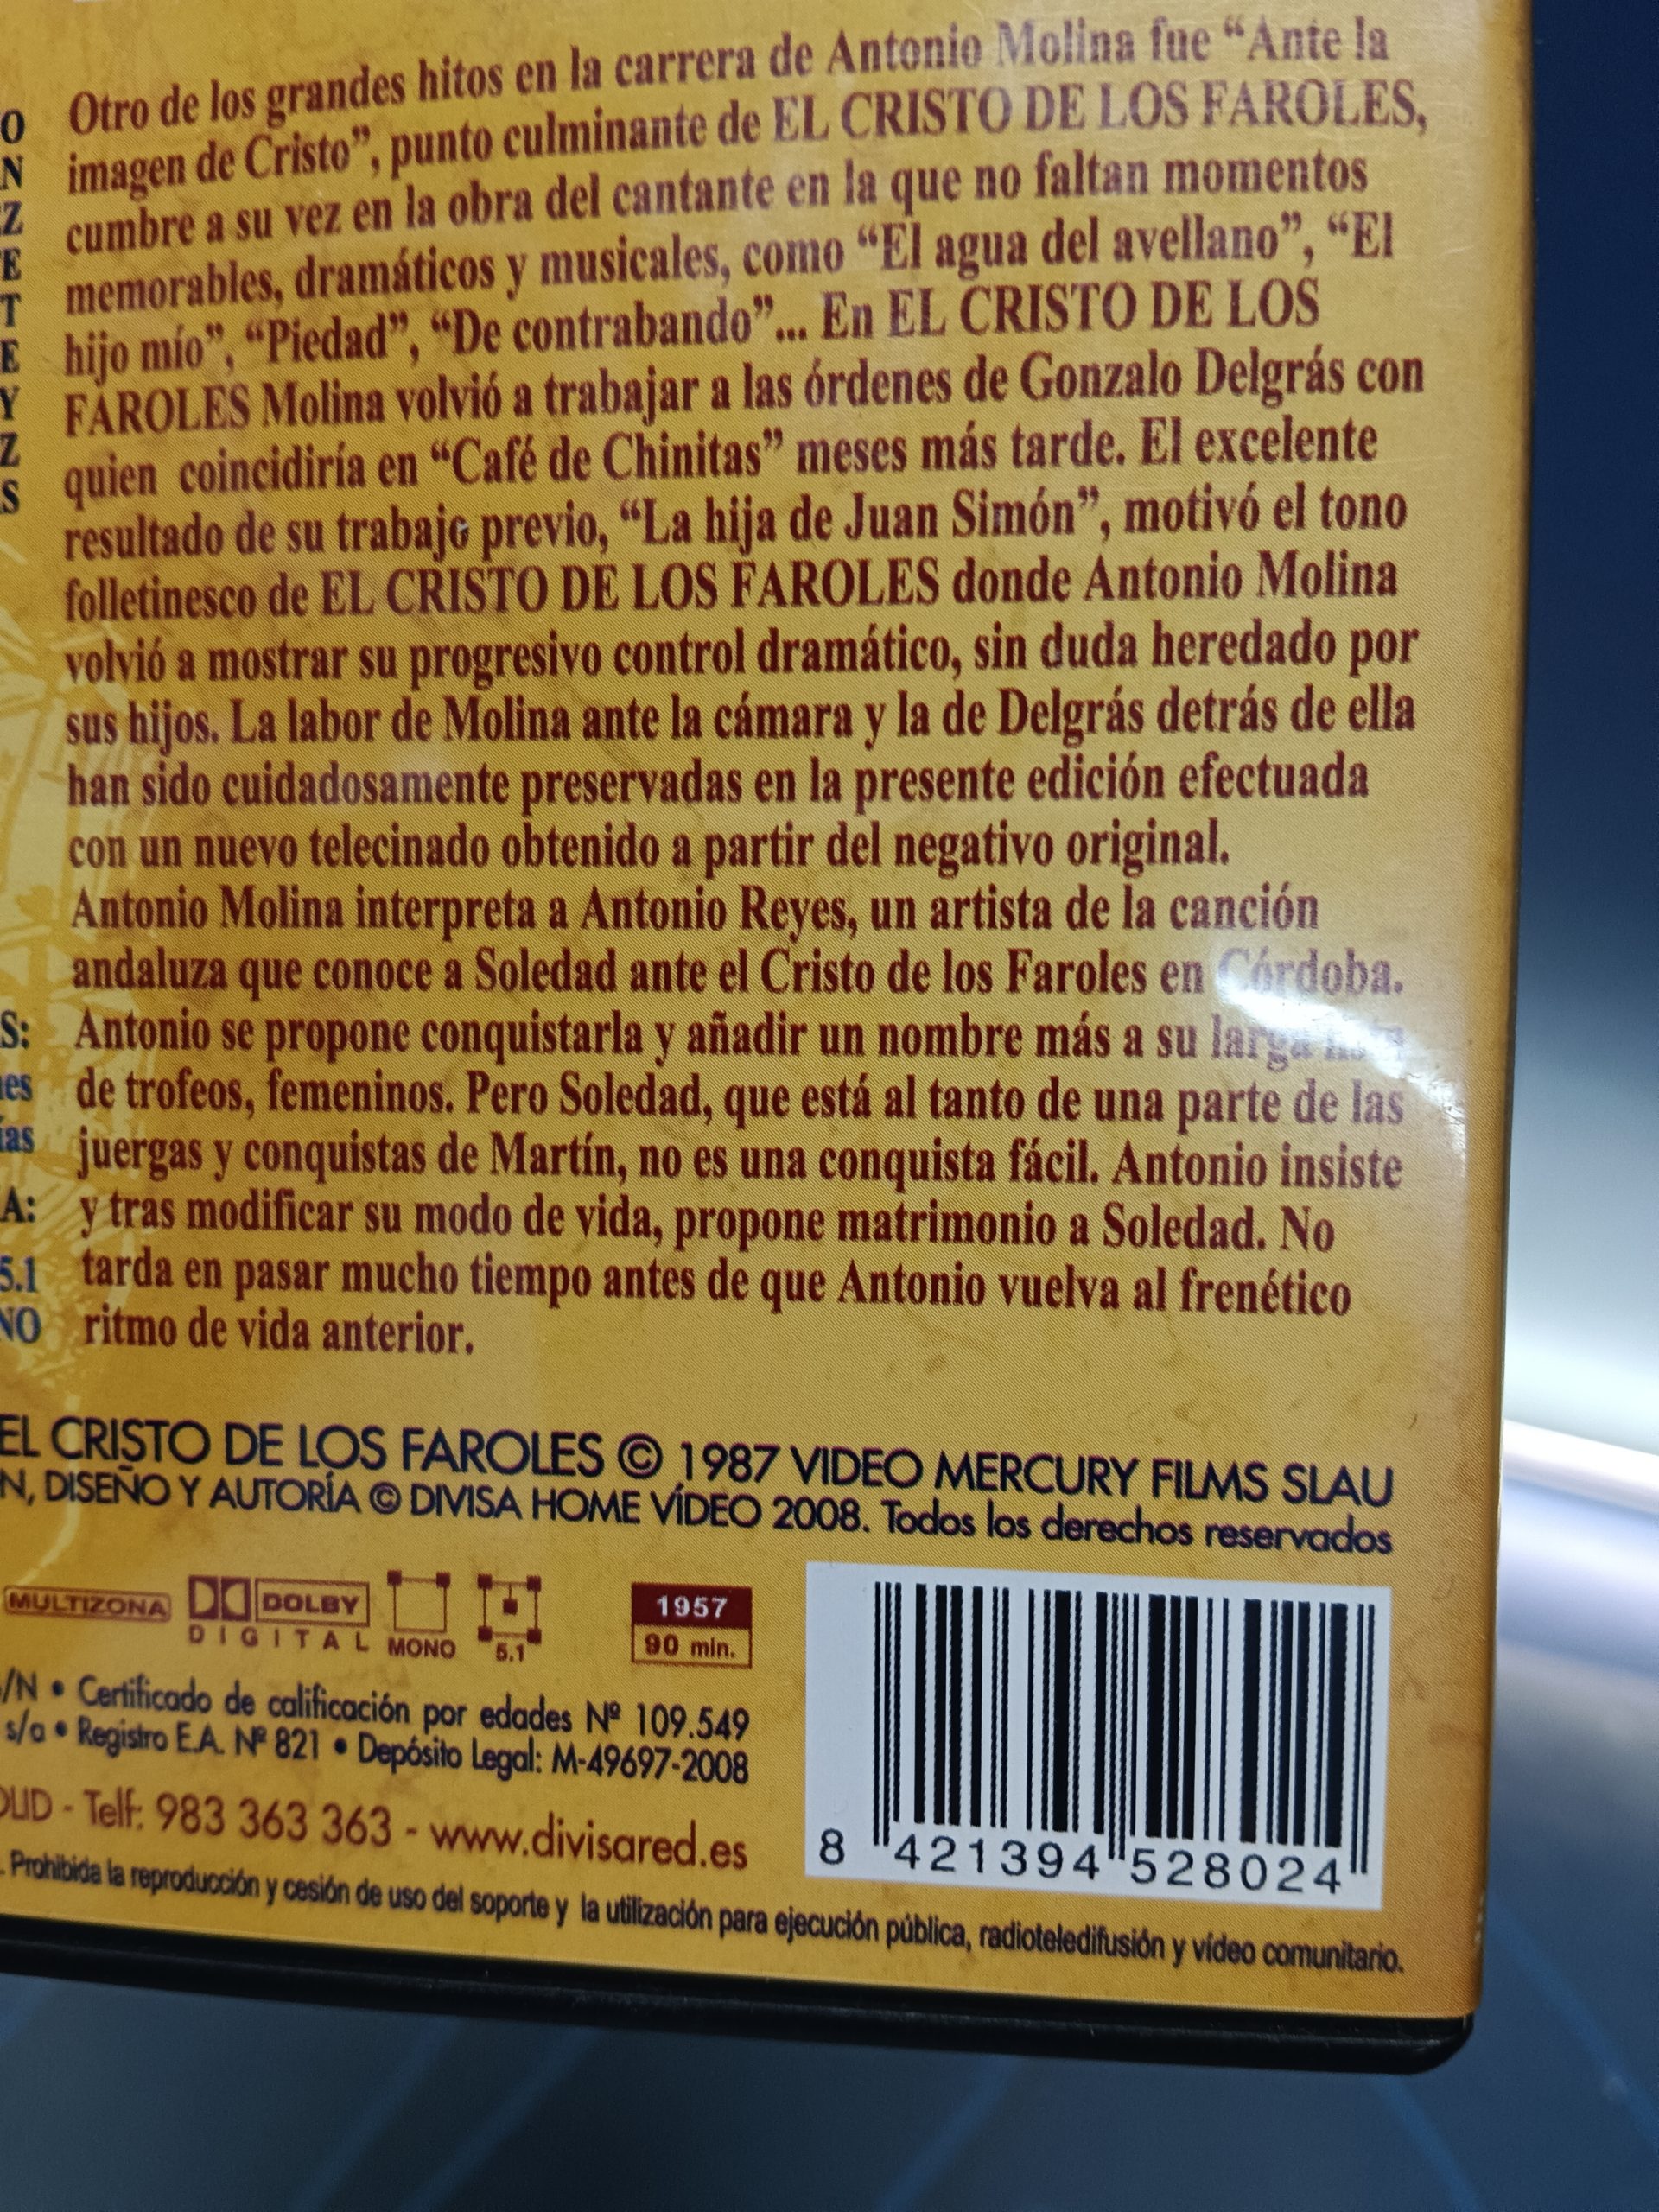 O
N
Z
E
T
E
Y
Z
S
Otro de los grandes hitos en la carrera de Antonio Molina fue “Ante la
imagen de Cristo”, punto culminante de EL CRISTO DE LOS FAROLES,
cumbre a su vez en la obra del cantante en la que no faltan momentos
memorables, dramáticos y musicales, como “El agua del avellano”, “El
hijo mío”, “Piedad”, “De contrabando”... En EL CRISTO DE LOS
FAROLES Molina volvió a trabajar a las órdenes de Gonzalo Delgrás con
quien coincidiría en “Café de Chinitas” meses más tarde. El excelente
resultado de su trabajo previo, “La hija de Juan Simón”, motivó el tono
folletinesco de EL CRISTO DE LOS FAROLES donde Antonio Molina
volvió a mostrar su progresivo control dramático, sin duda heredado por
sus hijos. La labor de Molina ante la cámara y la de Delgrás detrás de ella
han sido cuidadosamente preservadas en la presente edición efectuada
con un nuevo telecinado obtenido a partir del negativo original.
Antonio Molina interpreta a Antonio Reyes, un artista de la canción
andaluza que conoce a Soledad ante el Cristo de los Faroles en Córdoba.
S: Antonio se propone conquistarla y añadir un nombre más a su larga
es de trofeos, femeninos. Pero Soledad, que está al tanto de una parte de las
ías juergas y conquistas de Martín, no es una conquista fácil. Antonio insiste
A: y tras modificar su modo de vida, propone matrimonio a Soledad. No
5.1 tarda en pasar mucho tiempo antes de que Antonio vuelva al frenético
NO ritmo de vida anterior.
EL CRISTO DE LOS FAROLES © 1987 VIDEO MERCURY FILMS SLAU
N, DISEÑO Y AUTORÍA © DIVISA HOME VÍDEO 2008. Todos los derechos reservados
MULTIZONA DOLBY DIGITAL MONO 5.1
1957
90 min.
/N • Certificado de calificación por edades Nº 109.549
s/a • Registro E.A. Nº 821 • Depósito Legal: M-49697-2008
OLID - Telf: 983 363 363 - www.divisared.es
8 421394 528024
. Prohibida la reproducción y cesión de uso del soporte y la utilización para ejecución pública, radioteledifusión y vídeo comunitario.